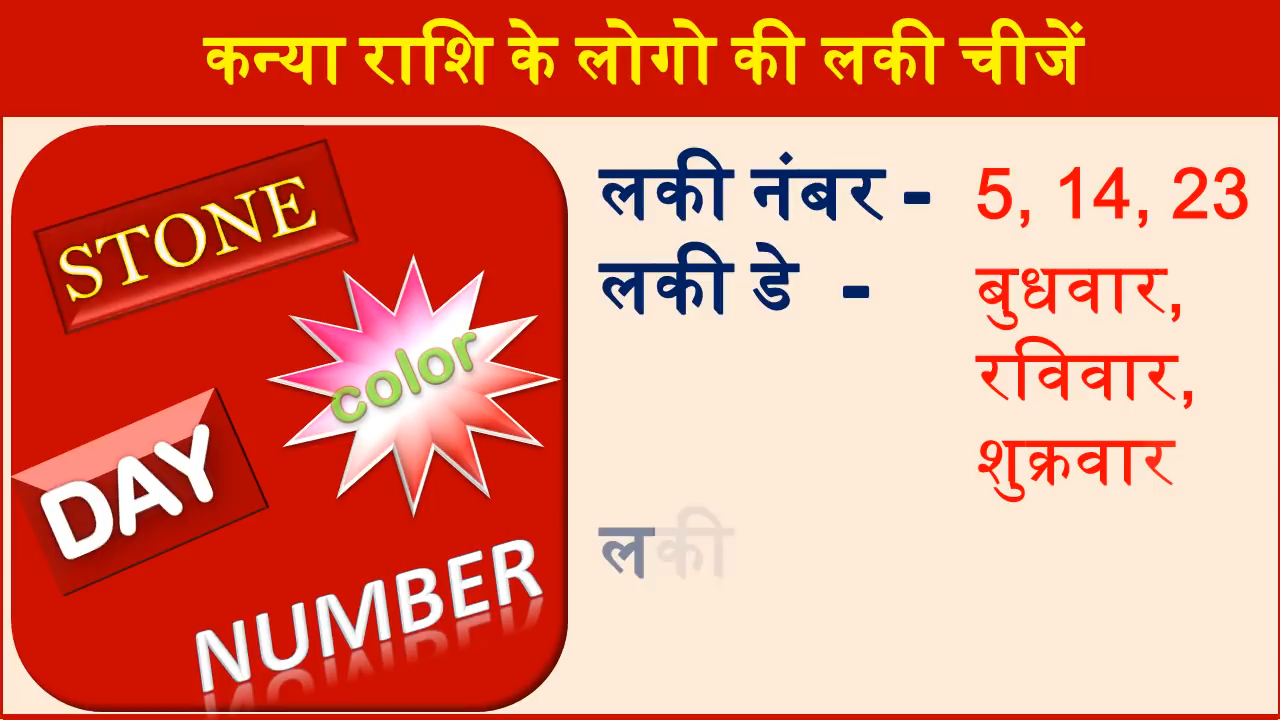 कन्या राशि के लोगो की लकी चीजें
STONE
color
DAY
NUMBER
लकी नंबर - 5, 14, 23
लकी डे - बुधवार,
रविवार,
शुक्रवार
लकी